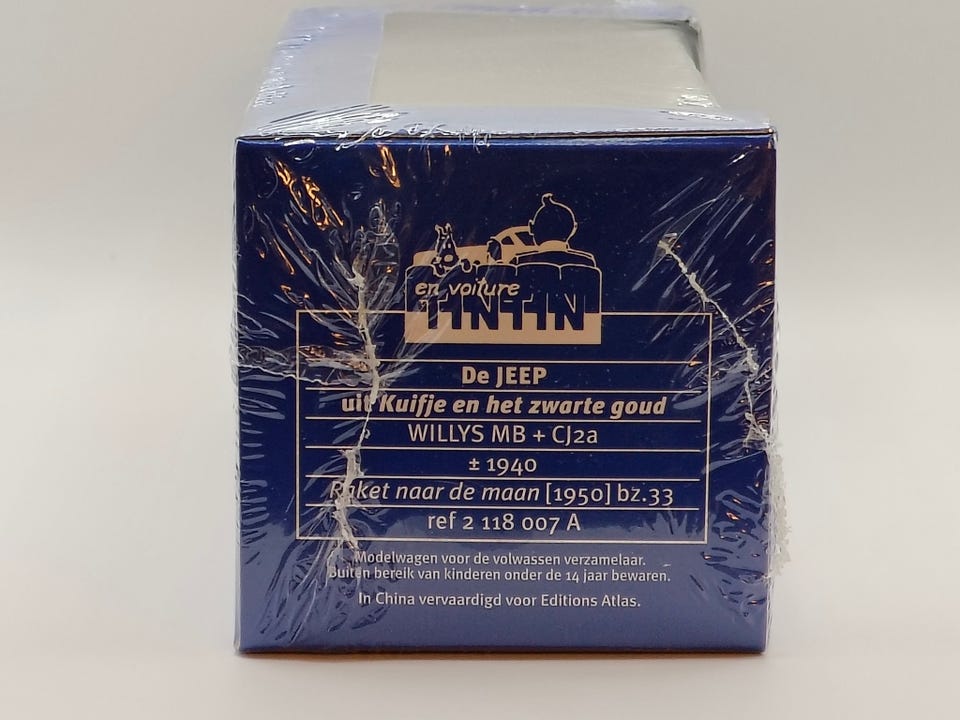 en voiture
TINTIN
De JEEP
uit Kuifje en het zwarte goud
WILLYS MB + CJ2a
± 1940
Raket naar de maan [1950] bz.33
ref 2 118 007 A
Modelwagen voor de volwassen verzamelaar.
Buiten bereik van kinderen onder de 14 jaar bewaren.
In China vervaardigd voor Editions Atlas.